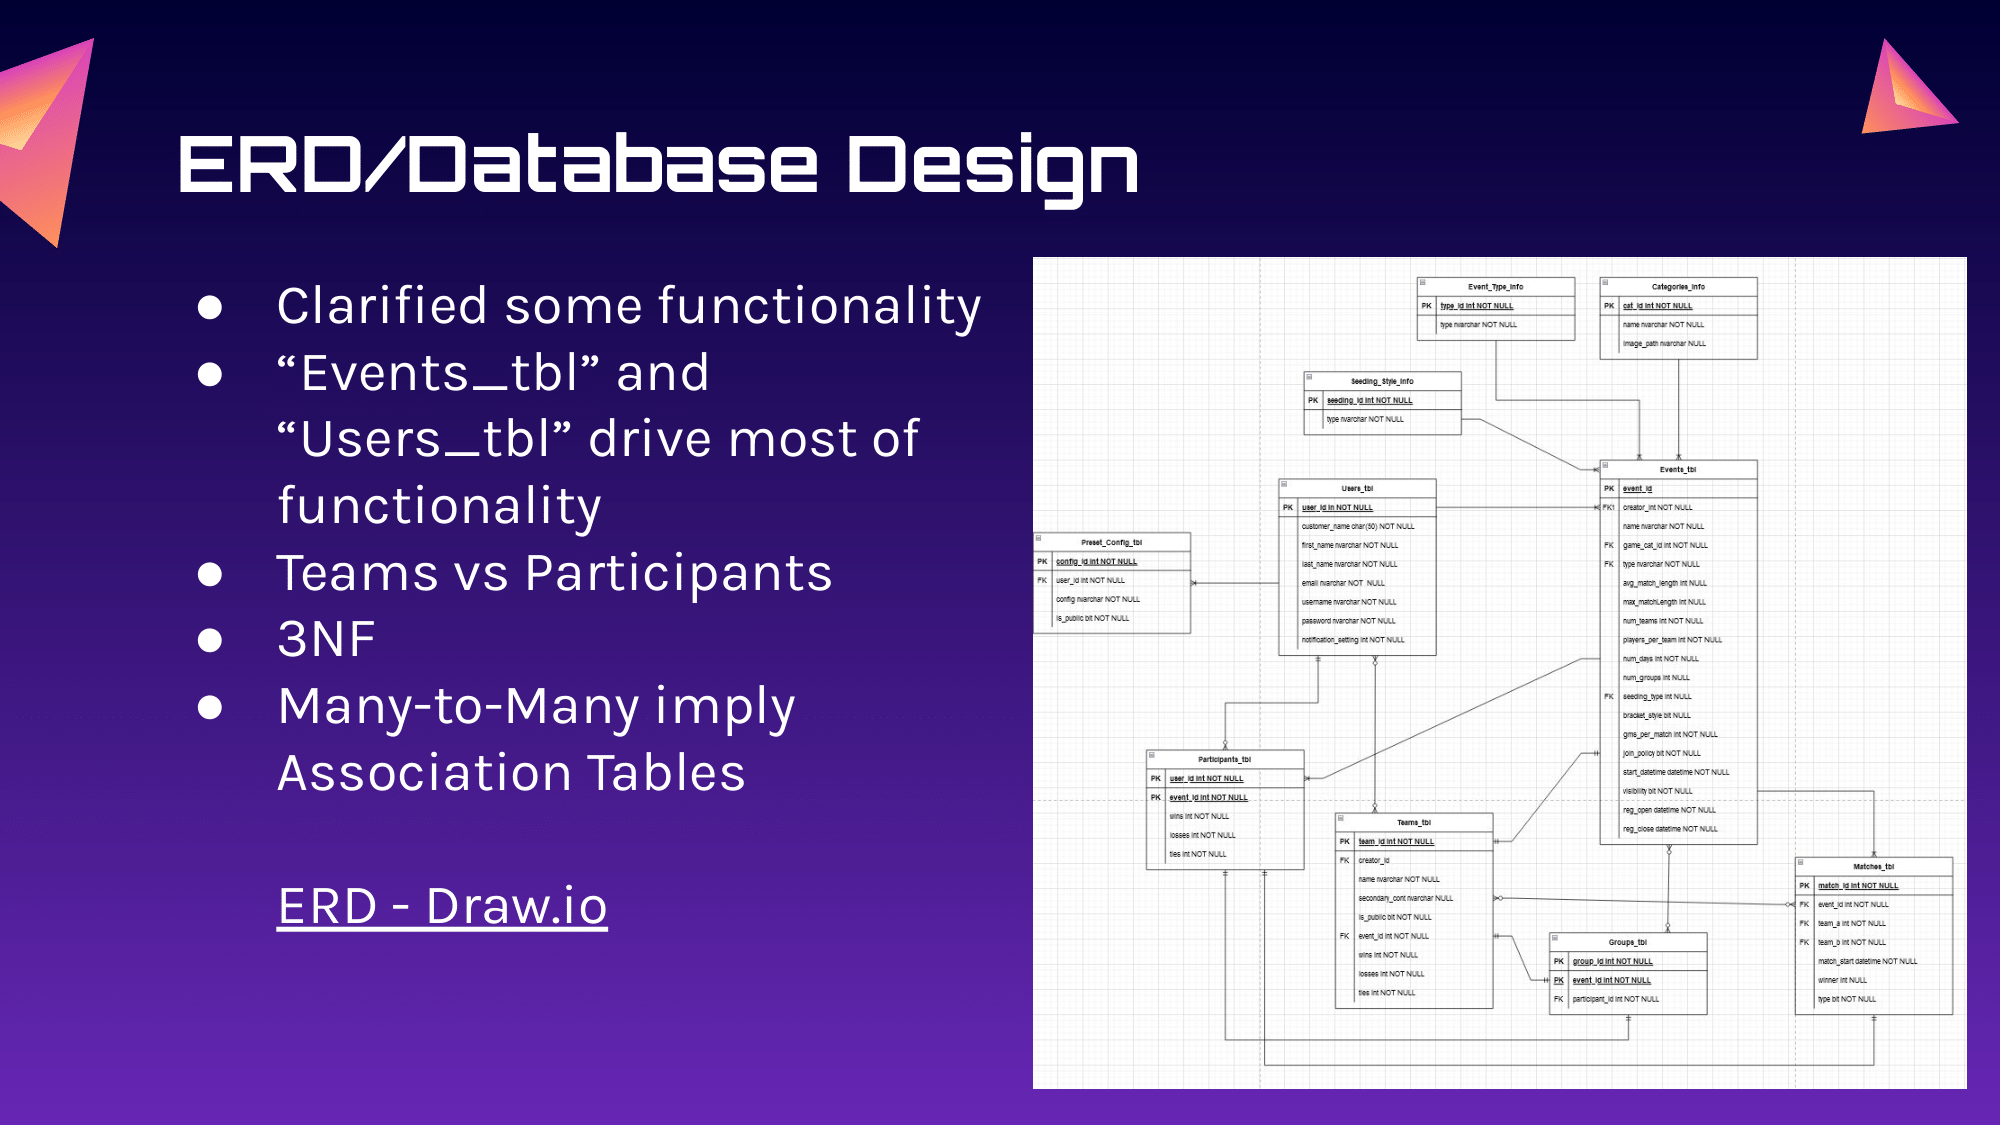 ERD/Database Design
● Clarified some functionality
● “Events_tbl” and
“Users_tbl” drive most of
functionality
● Teams vs Participants
● 3NF
● Many-to-Many imply
Association Tables
ERD - Draw.io
Event_Type_Info
PK type_id int NOT NULL
type nvarchar NOT NULL
Categories_Info
PK cat_id int NOT NULL
name nvarchar NOT NULL
image_path nvarchar NULL
Seeding_Style_Info
PK seeding_id int NOT NULL
type nvarchar NOT NULL
Users_tbl
PK user_id in NOT NULL
customer_name char(50) NOT NULL
first_name nvarchar NOT NULL
last_name nvarchar NOT NULL
email nvarchar NOT NULL
username nvarchar NOT NULL
password nvarchar NOT NULL
notification_setting int NOT NULL
Events_tbl
PK event_id
FK1 creator_int NOT NULL
name nvarchar NOT NULL
FK game_cat_id int NOT NULL
FK type nvarchar NOT NULL
avg_match_length int NULL
max_matchLength int NULL
num_teams int NOT NULL
players_per_team int NOT NULL
num_days int NOT NULL
num_groups int NOT NULL
FK seeding_type int NOT NULL
bracket_style bit NULL
gms_per_match int NOT NULL
join_policy bit NOT NULL
start_datetime datetime NOT NULL
visibility bit NOT NULL
reg_open datetime NOT NULL
reg_close datetime NOT NULL
Preset_Config_tbl
PK config_id int NOT NULL
FK user_id int NOT NULL
config nvarchar NOT NULL
is_public bit NOT NULL
Participants_tbl
PK user_id int NOT NULL
PK event_id int NOT NULL
wins int NOT NULL
losses int NOT NULL
ties int NOT NULL
Teams_tbl
PK team_id int NOT NULL
FK creator_id
name nvarchar NOT NULL
secondary_cont nvarchar NULL
is_public bit NOT NULL
FK event_id int NOT NULL
wins int NOT NULL
losses int NOT NULL
ties int NOT NULL
Groups_tbl
PK group_id int NOT NULL
PK event_id int NOT NULL
FK participant_id int NOT NULL
Matches_tbl
PK match_id int NOT NULL
FK event_id int NOT NULL
FK team_a int NOT NULL
FK team_b int NOT NULL
match_start datetime NOT NULL
winner int NULL
type bit NOT NULL